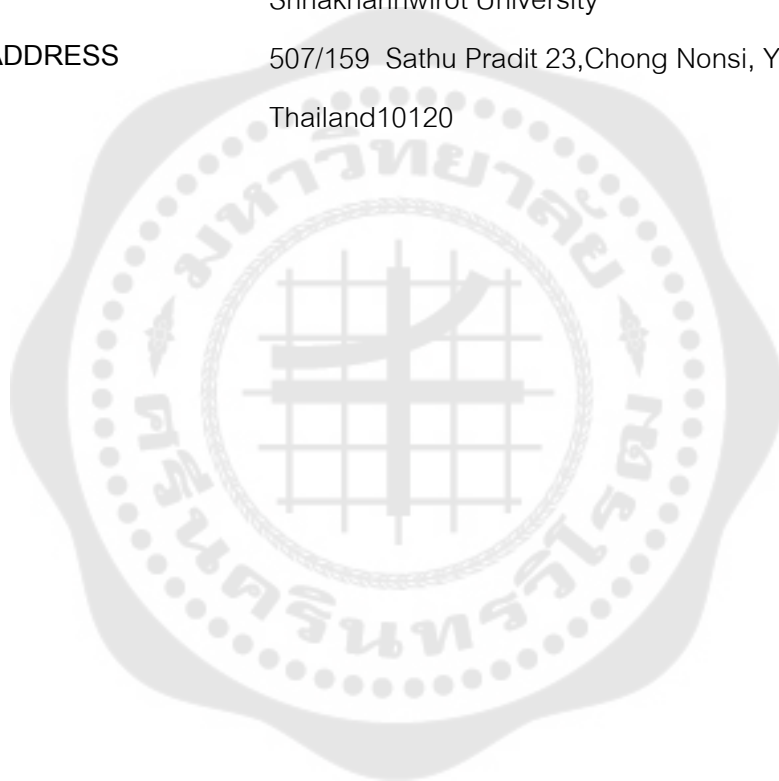 Srinakharinwirot University
ADDRESS 507/159 Sathu Pradit 23,Chong Nonsi, Y
Thailand10120
มหาวิทยาลัย
ศรีนครินทรวิโรฒ